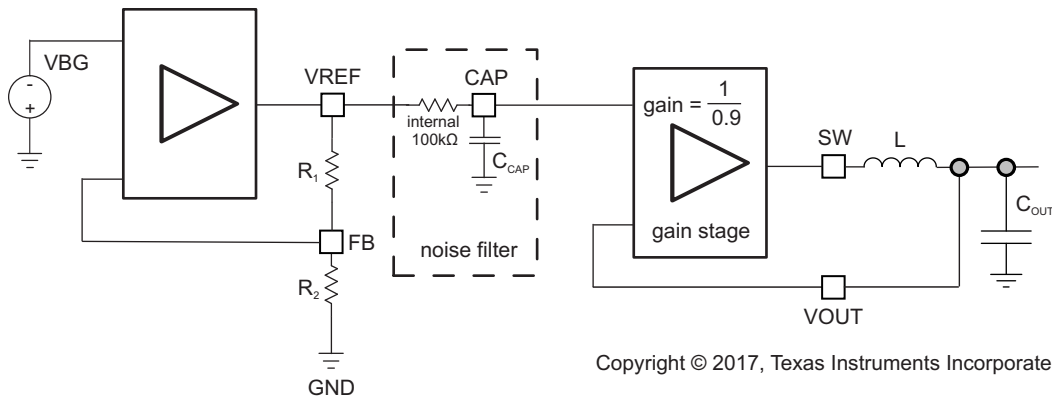 VBG
-
+
VREF
R1
FB
R2
GND
CAP
internal
100kΩ
CCAP
noise filter
gain = 1/0.9
gain stage
SW
L
COUT
VOUT
Copyright © 2017, Texas Instruments Incorporate